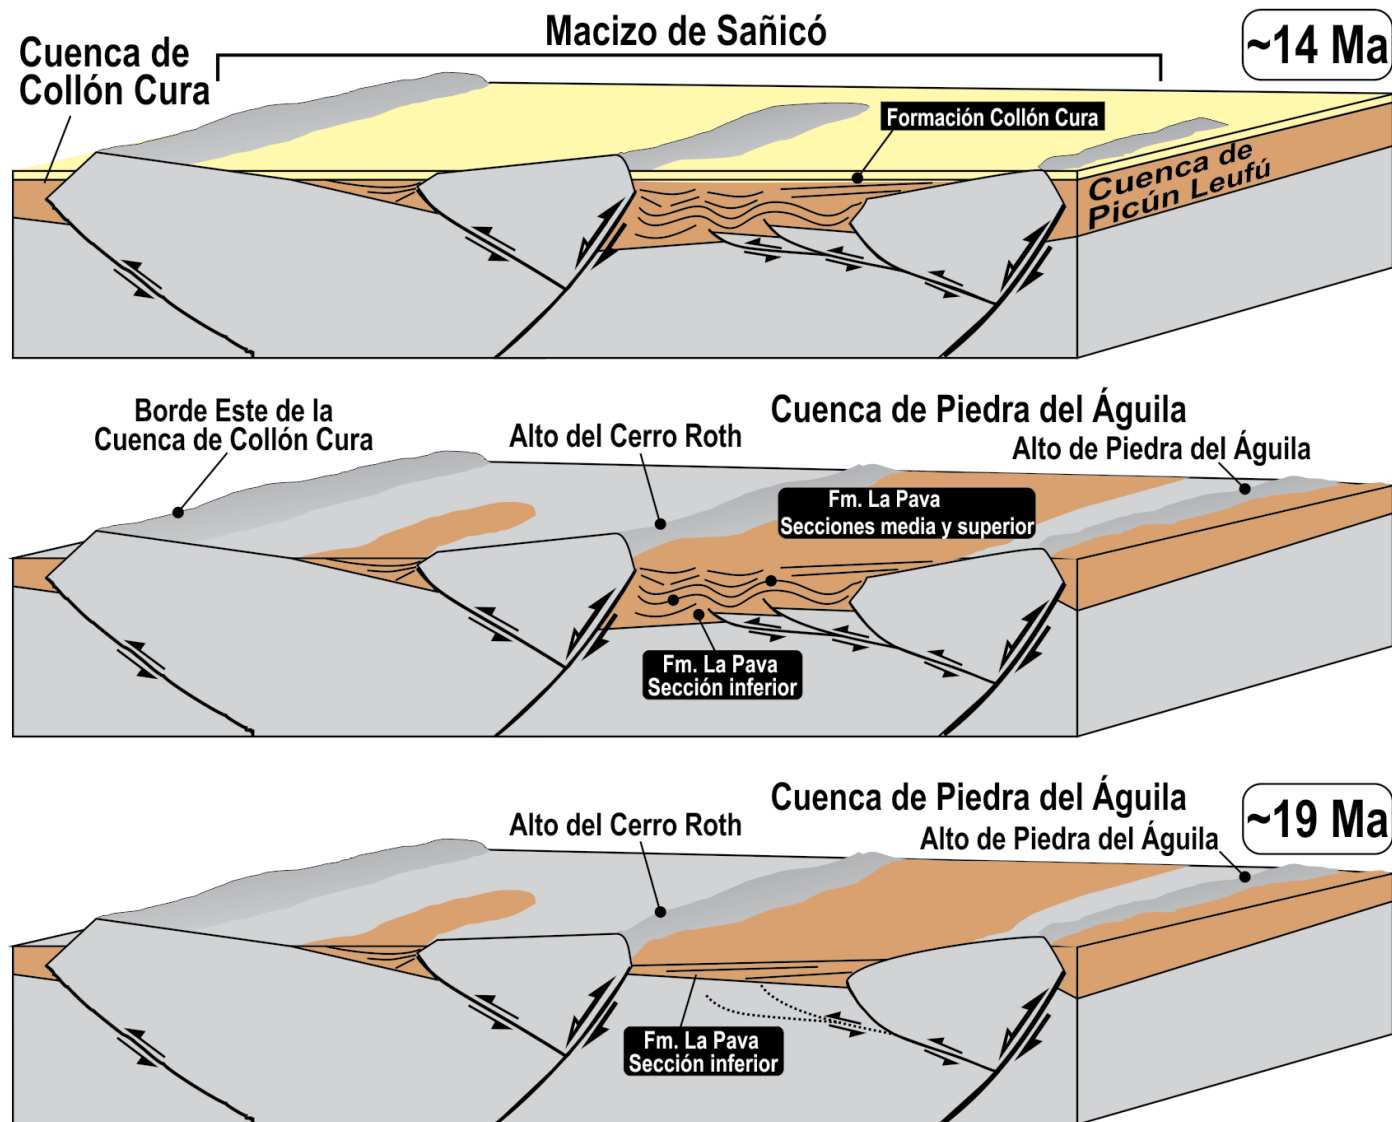 Macizo de Sañicó
~14 Ma
Cuenca de
Collón Cura
Formación Collón Cura
Cuenca de
Picún Leufú
Borde Este de la
Cuenca de Collón Cura
Alto del Cerro Roth
Cuenca de Piedra del Águila
Alto de Piedra del Águila
Fm. La Pava
Secciones media y superior
Fm. La Pava
Sección inferior
Cuenca de Piedra del Águila
~19 Ma
Alto del Cerro Roth
Alto de Piedra del Águila
Fm. La Pava
Sección inferior